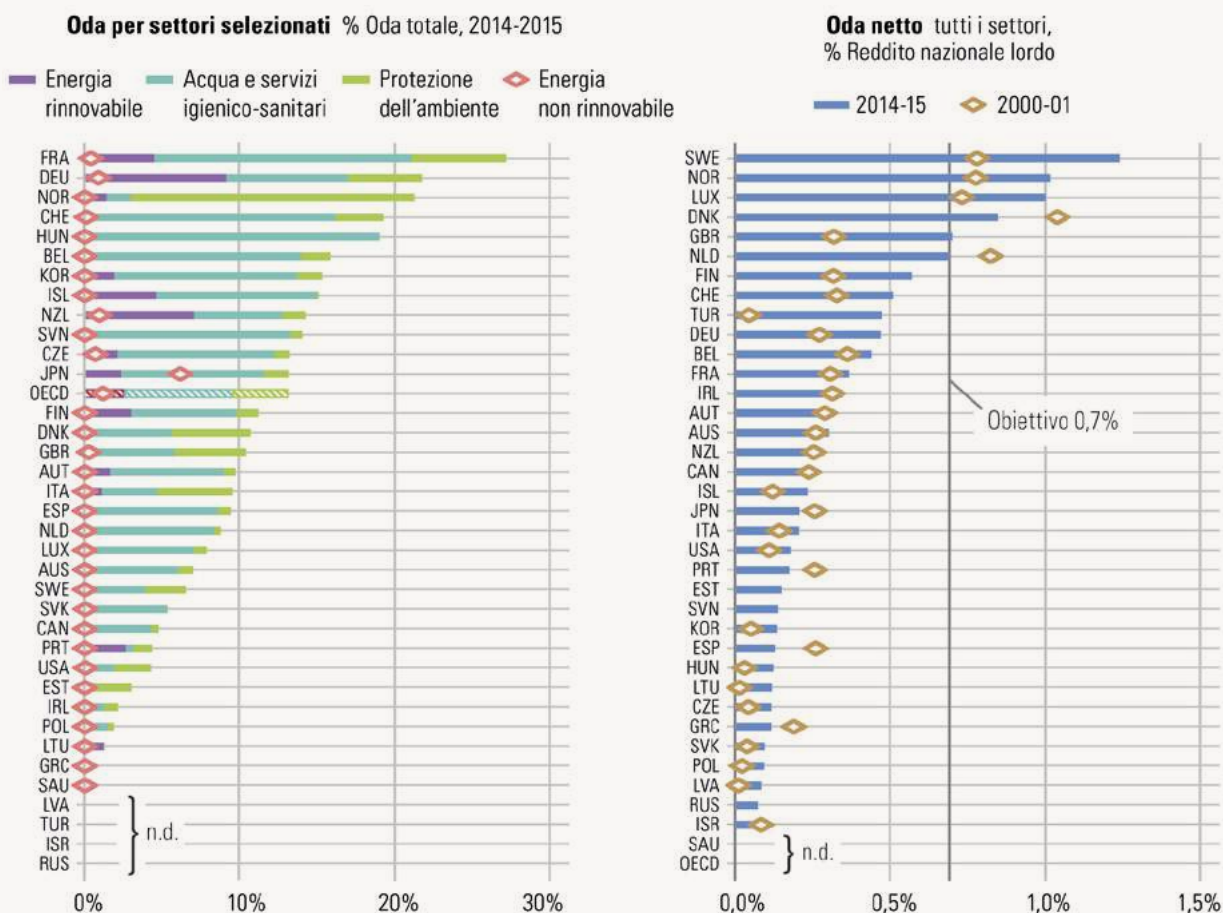 Oda per settori selezionati % Oda totale, 2014-2015
Energia
rinnovabile
Acqua e servizi
igienico-sanitari
Protezione
dell'ambiente
Energia
non rinnovabile
FRA
DEU
NOR
CHE
HUN
BEL
KOR
ISL
NZL
SVN
CZE
JPN
OECD
FIN
DNK
GBR
AUT
ITA
ESP
NLD
LUX
AUS
SWE
SVK
CAN
PRT
USA
EST
IRL
POL
LTU
GRC
SAU
LVA
TUR
ISR
RUS
n.d.
0% 10% 20% 30%
Oda netto tutti i settori,
% Reddito nazionale lordo
2014-15 2000-01
SWE
NOR
LUX
DNK
GBR
NLD
FIN
CHE
TUR
DEU
BEL
FRA
IRL
AUT
AUS
NZL
CAN
ISL
JPN
ITA
USA
PRT
EST
SVN
KOR
ESP
HUN
LTU
CZE
GRC
SVK
POL
LVA
RUS
ISR
SAU
OECD
Obiettivo 0,7%
n.d.
0,0% 0,5% 1,0% 1,5%